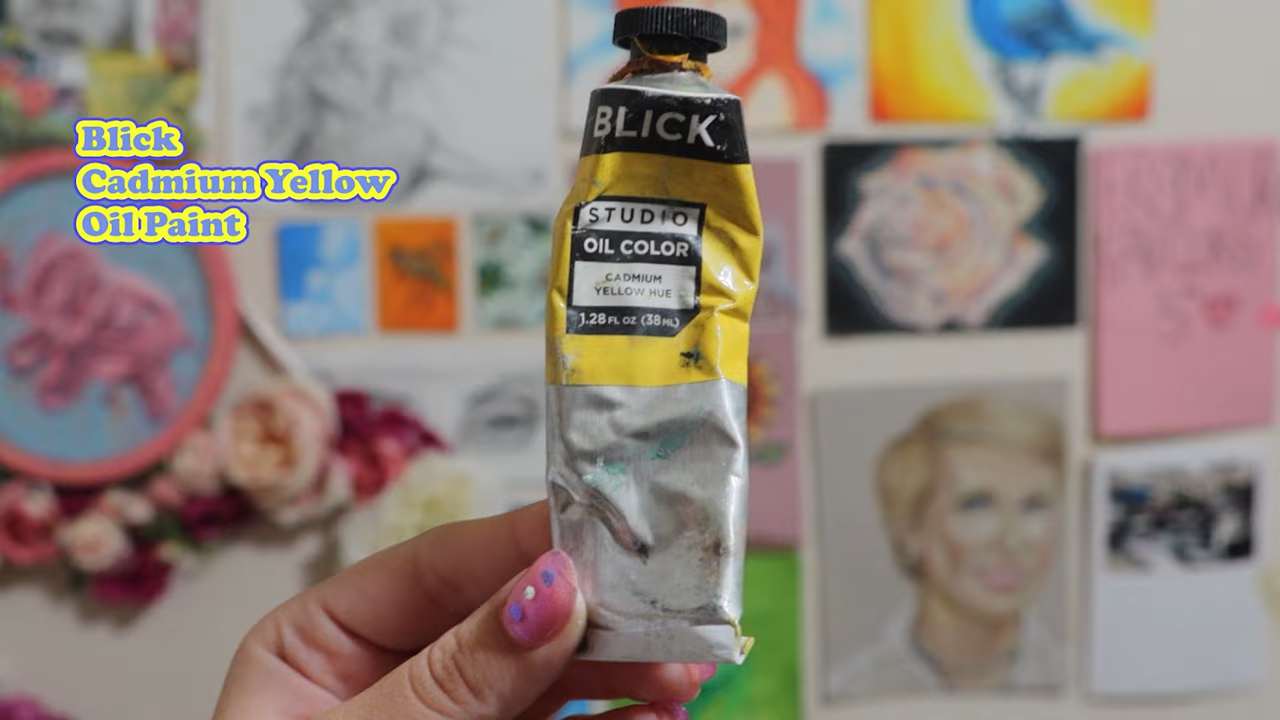 Blick
Cadmium Yellow
Oil Paint
BLICK
STUDIO
OIL COLOR
CADMIUM
YELLOW HUE
1.28 FL OZ (38 ML)